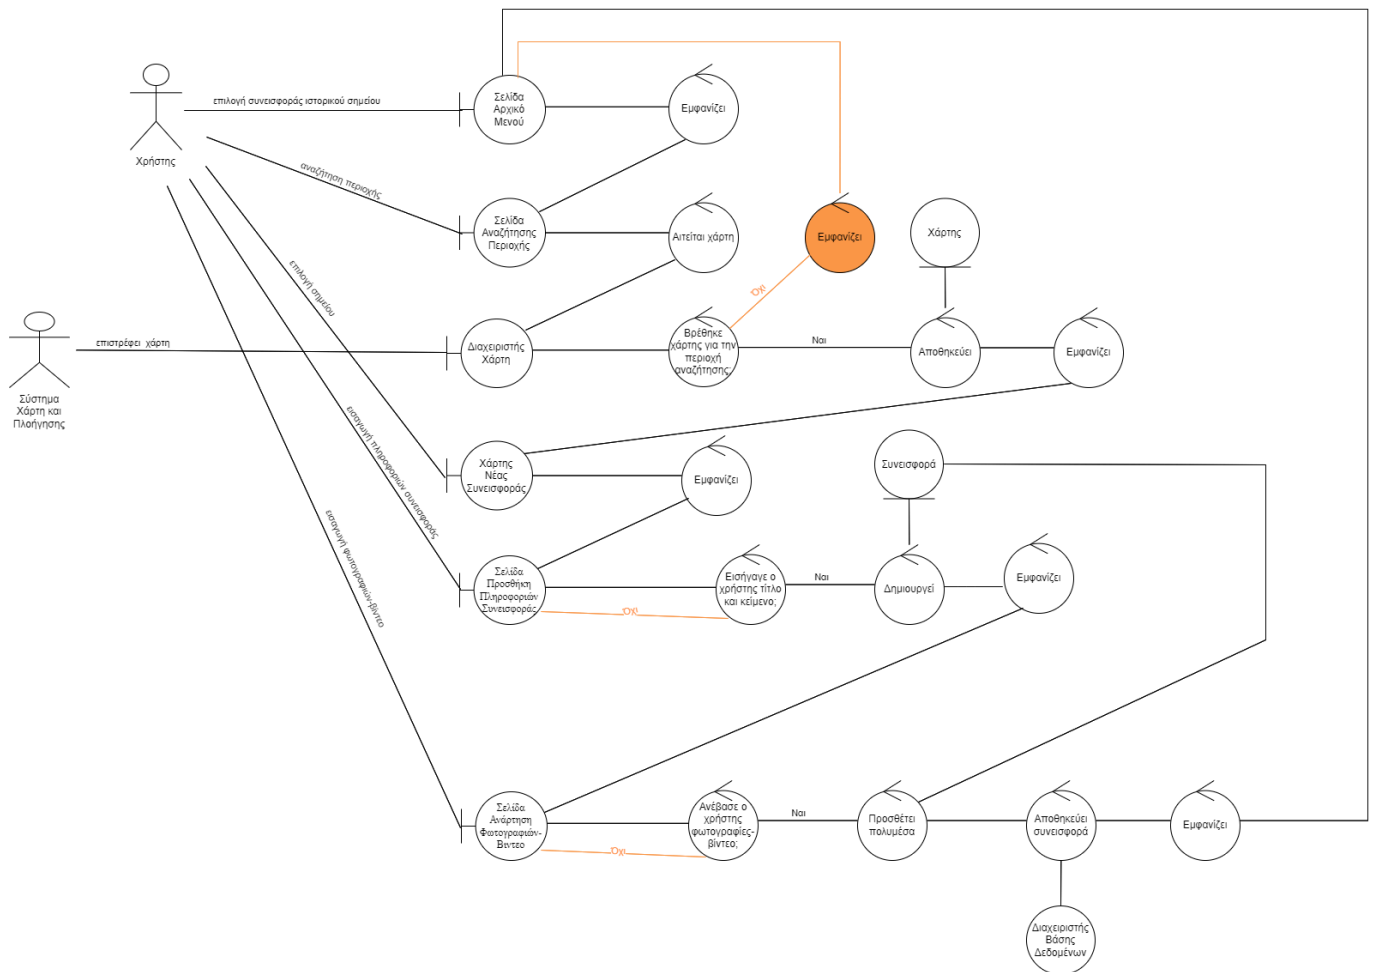 επιλογή συνεισφοράς ιστορικού σημείου
Σελίδα
Αρχικό
Μενού
Εμφανίζει
Χρήστης
αναζήτηση περιοχής
Σελίδα
Αναζήτησης
Περιοχής
Αιτείται χάρτη
Εμφανίζει
Χάρτης
επιλογή σημείου
Όχι
Σύστημα
Χάρτη και
Πλοήγησης
επιστρέφει χάρτη
Διαχειριστής
Χάρτη
Βρέθηκε
χάρτης για την
περιοχή
αναζήτησης;
Ναι
Αποθηκεύει
Εμφανίζει
εισαγωγή πληροφοριών συνεισφοράς
Χάρτης
Νέας
Συνεισφοράς
Εμφανίζει
Συνεισφορά
εισαγωγή φωτογραφιών-βίντεο
Σελίδα
Προσθήκη
Πληροφοριών
Συνεισφοράς
Όχι
Εισήγαγε ο
χρήστης τίτλο
και κείμενο;
Ναι
Δημιουργεί
Εμφανίζει
Σελίδα
Ανάρτηση
Φωτογραφιών-
Βιντεο
Όχι
Ανέβασε ο
χρήστης
φωτογραφίες-
βίντεο;
Ναι
Προσθέτει
πολυμέσα
Αποθηκεύει
συνεισφορά
Εμφανίζει
Διαχειριστής
Βάσης
Δεδομένων